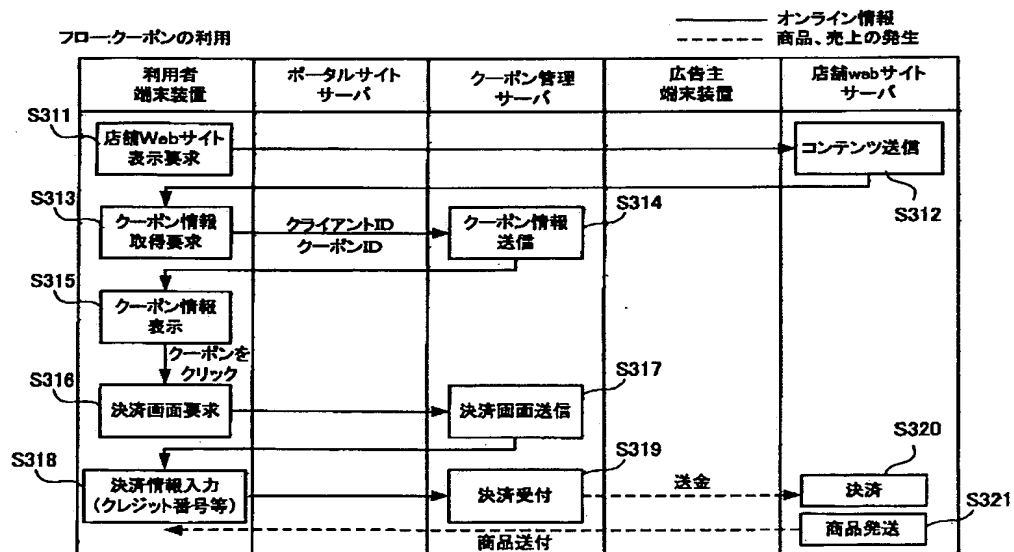 フロー:クーポンの利用
オンライン情報
商品、売上の発生
利用者
端末装置
ポータルサイト
サーバ
クーポン管理
サーバ
広告主
端末装置
店舗webサイト
サーバ
S311
店舗Webサイト
表示要求
コンテンツ送信
S312
S313
クーポン情報
取得要求
クライアントID
クーポンID
クーポン情報
送信
S314
S315
クーポン情報
表示
クーポンを
クリック
S316
決済画面要求
決済画面送信
S317
S318
決済情報入力
(クレジット番号等)
決済受付
S319
送金
決済
S320
商品発送
S321
商品送付